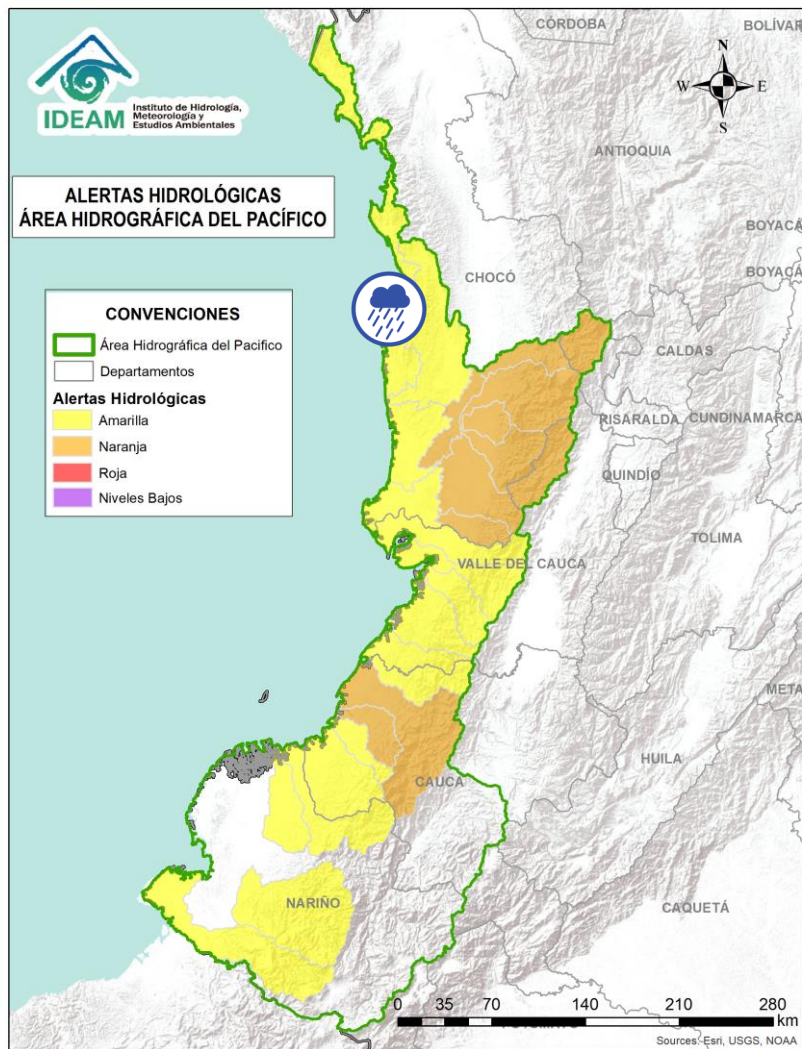 CÓRDOBA
BOLÍVAR
N
W
E
S
IDEAM
Instituto de Hidrología,
Meteorología y
Estudios Ambientales
ANTIOQUIA
ALERTAS HIDROLÓGICAS
ÁREA HIDROGRÁFICA DEL PACÍFICO
BOYACÁ
BOYACÁ
CHOCÓ
CONVENCIONES
Área Hidrográfica del Pacifico
Departamentos
Alertas Hidrológicas
Amarilla
Naranja
Roja
Niveles Bajos
CALDAS
RISARALDA
CUNDINAMARCA
QUINDÍO
TOLIMA
VALLE DEL CAUCA
META
HUILA
CAUCA
NARIÑO
CAQUETÁ
0 35 70 140 210 280
km
Sources: Esri, USGS, NOAA